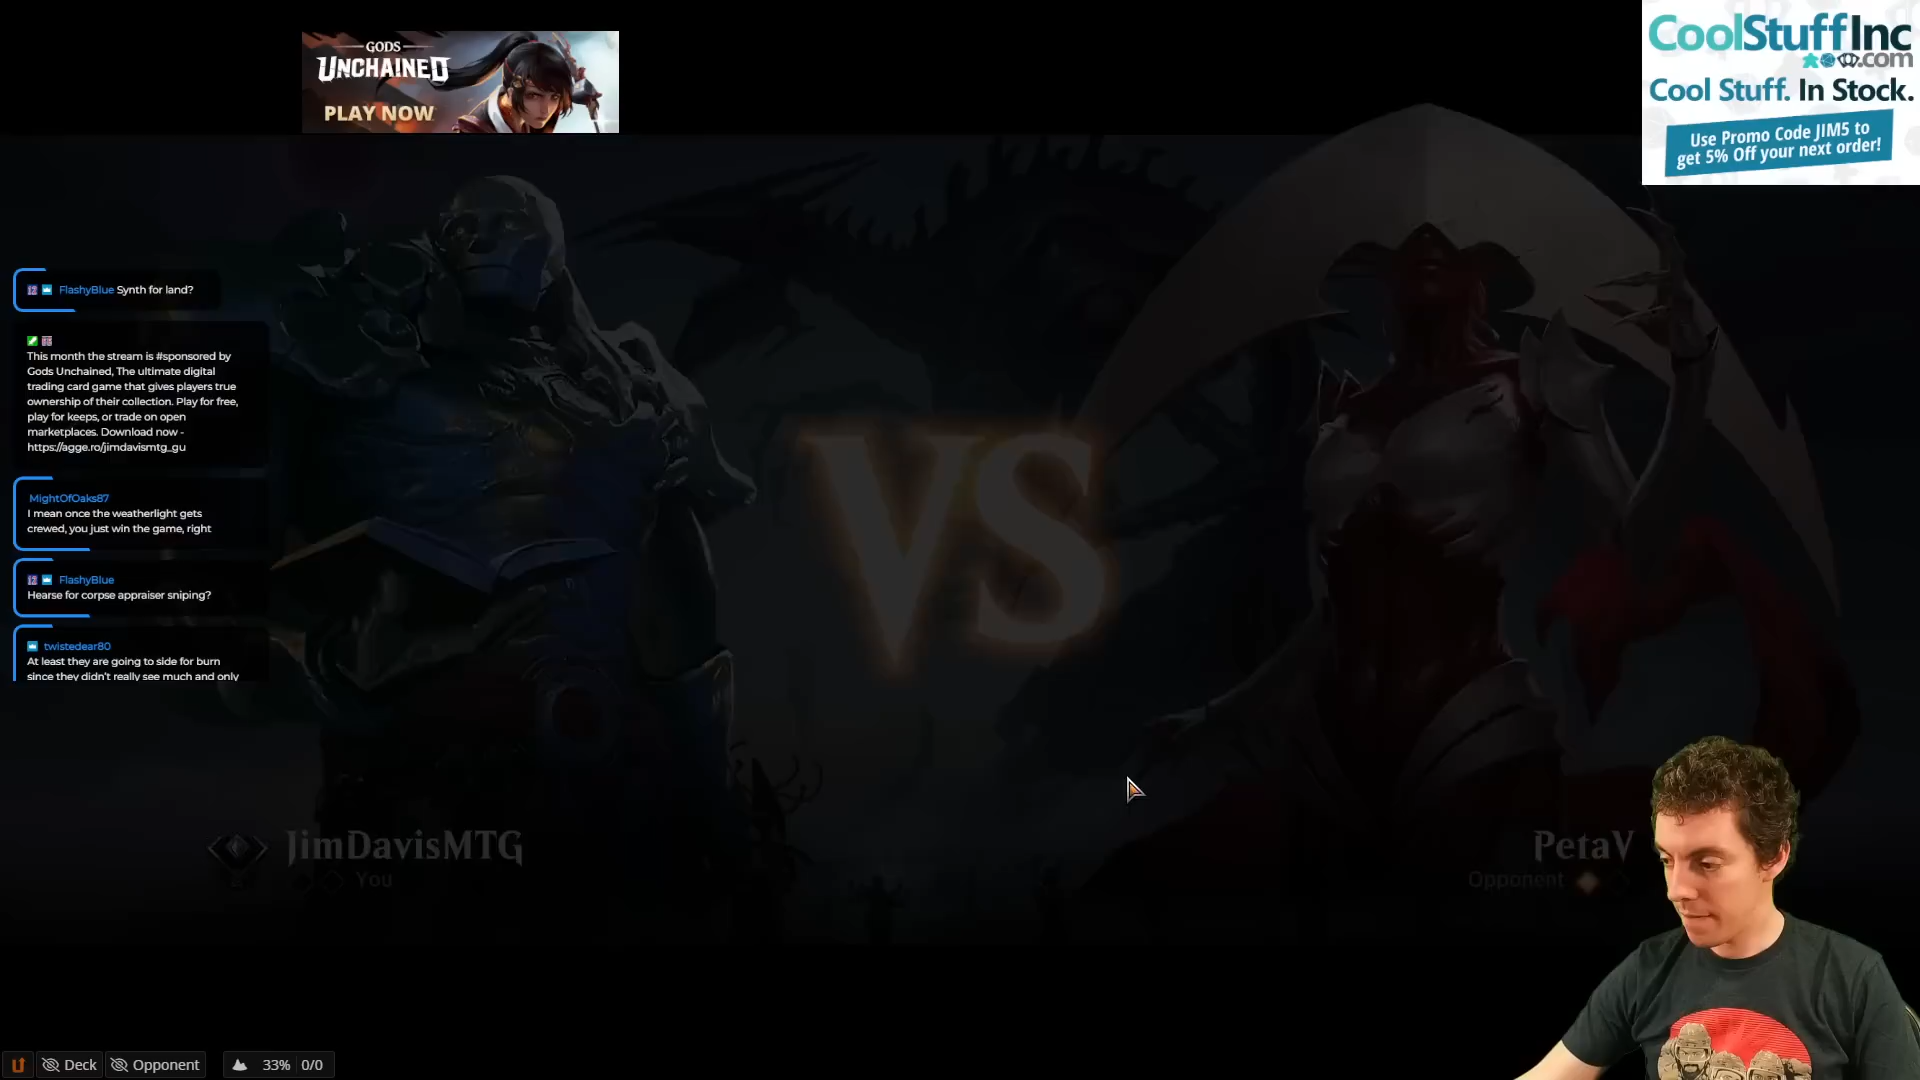 GODS
UNCHAINED
PLAY NOW
CoolStuffInc
.com
Cool Stuff. In Stock.
Use Promo Code JIM5 to
get 5% Off your next order!
FlashyBlue Synth for land?
This month the stream is #sponsored by
Gods Unchained, The ultimate digital
trading card game that gives players true
ownership of their collection. Play for free,
play for keeps, or trade on open
marketplaces. Download now -
https://agge.ro/jimdavismtg_gu
MightOfOaks87
I mean once the weatherlight gets
crewed, you just win the game, right
FlashyBlue
Hearse for corpse appraiser sniping?
twistedear80
At least they are going to side for burn
since they didn't really see much and only
VS
JimDavisMTG
You
PetaV
Opponent
Deck
Opponent
33% 0/0